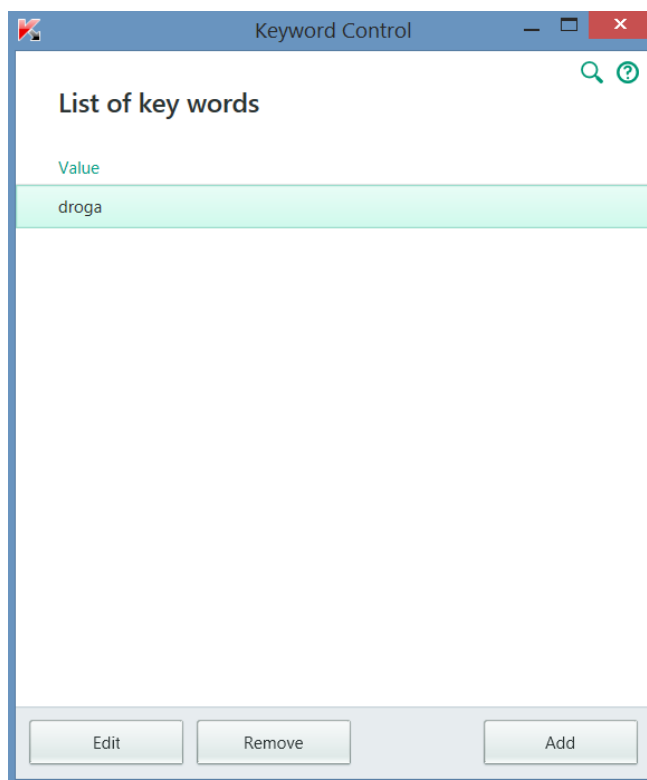 Keyword Control
List of key words
Value
droga
Edit Remove Add